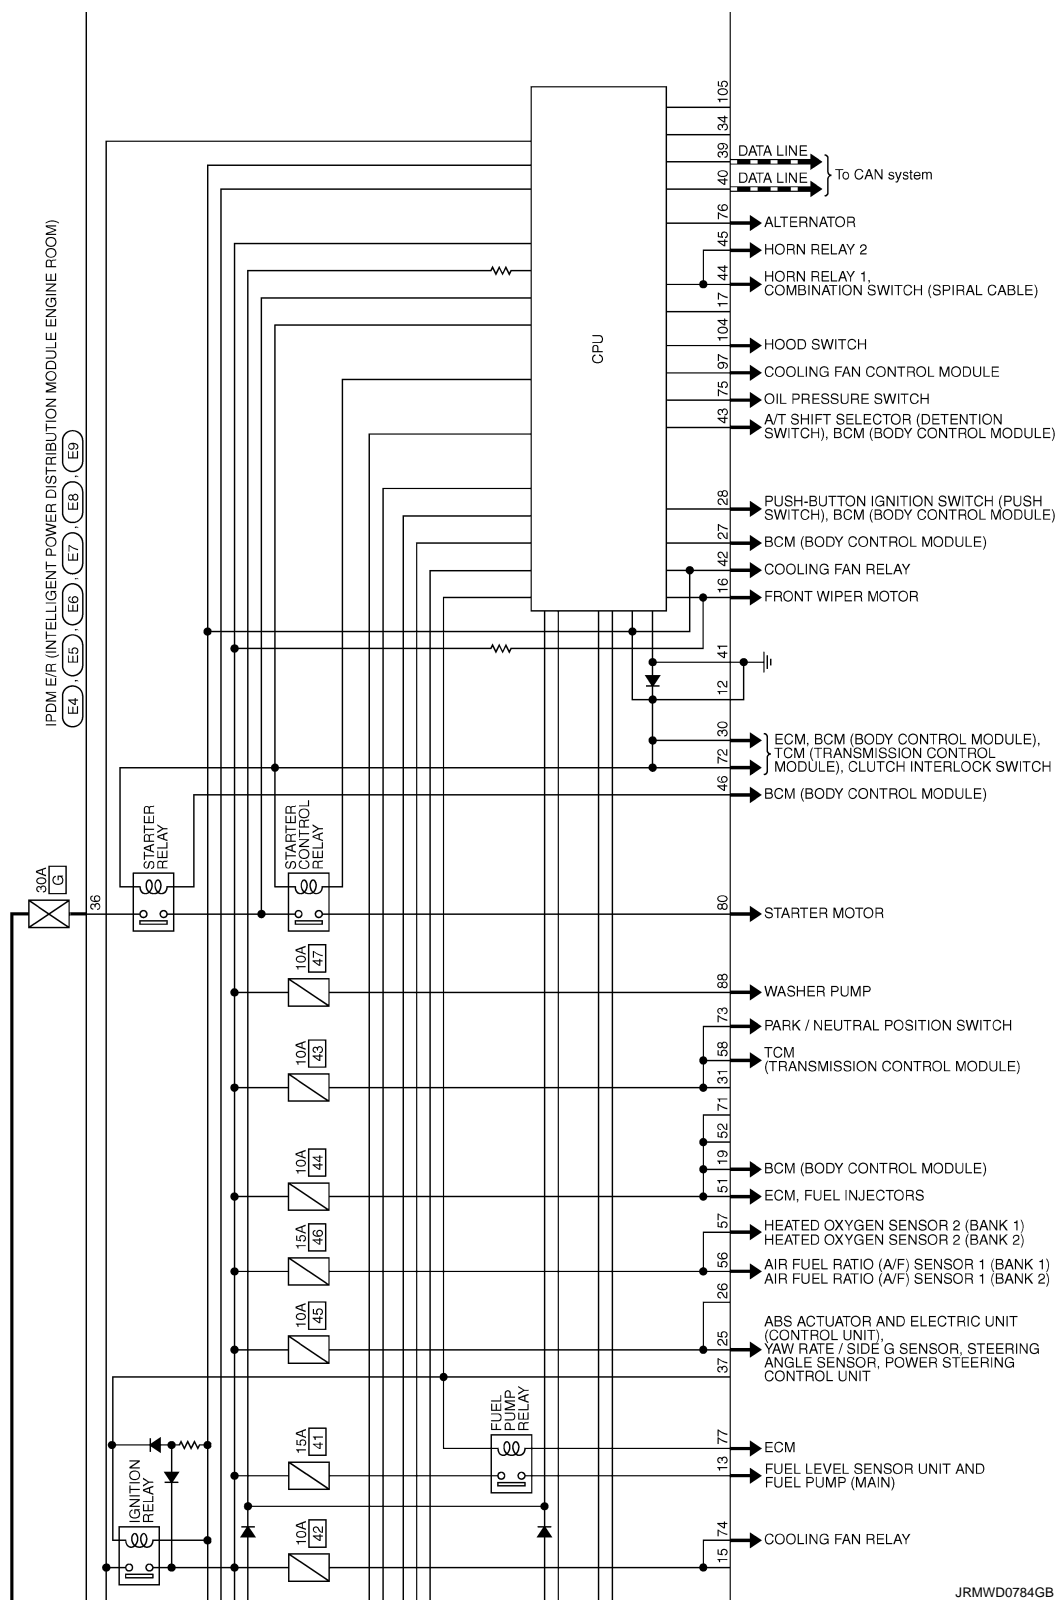 105
34
39
DATA LINE
To CAN system
40
DATA LINE
76
ALTERNATOR
45
HORN RELAY 2
44
HORN RELAY 1,
COMBINATION SWITCH (SPIRAL CABLE)
17
CPU
104
HOOD SWITCH
97
COOLING FAN CONTROL MODULE
75
OIL PRESSURE SWITCH
43
A/T SHIFT SELECTOR (DETENTION
SWITCH), BCM (BODY CONTROL MODULE)
IPDM E/R (INTELLIGENT POWER DISTRIBUTION MODULE ENGINE ROOM)
E4 , E5 , E6 , E7 , E8 , E9
28
PUSH-BUTTON IGNITION SWITCH (PUSH
SWITCH), BCM (BODY CONTROL MODULE)
27
BCM (BODY CONTROL MODULE)
42
COOLING FAN RELAY
16
FRONT WIPER MOTOR
41
12
30
72
ECM, BCM (BODY CONTROL MODULE),
TCM (TRANSMISSION CONTROL
MODULE), CLUTCH INTERLOCK SWITCH
46
BCM (BODY CONTROL MODULE)
STARTER
RELAY
STARTER
CONTROL
RELAY
30A
G
36
80
STARTER MOTOR
10A
47
88
WASHER PUMP
73
PARK / NEUTRAL POSITION SWITCH
10A
43
58
TCM
(TRANSMISSION CONTROL MODULE)
31
71
52
10A
44
19
BCM (BODY CONTROL MODULE)
51
ECM, FUEL INJECTORS
57
HEATED OXYGEN SENSOR 2 (BANK 1)
HEATED OXYGEN SENSOR 2 (BANK 2)
15A
46
56
AIR FUEL RATIO (A/F) SENSOR 1 (BANK 1)
AIR FUEL RATIO (A/F) SENSOR 1 (BANK 2)
26
10A
45
25
ABS ACTUATOR AND ELECTRIC UNIT
(CONTROL UNIT),
YAW RATE / SIDE G SENSOR, STEERING
ANGLE SENSOR, POWER STEERING
CONTROL UNIT
37
FUEL
PUMP
RELAY
77
ECM
15A
41
13
FUEL LEVEL SENSOR UNIT AND
FUEL PUMP (MAIN)
IGNITION
RELAY
10A
42
74
COOLING FAN RELAY
15
JRMWD0784GB